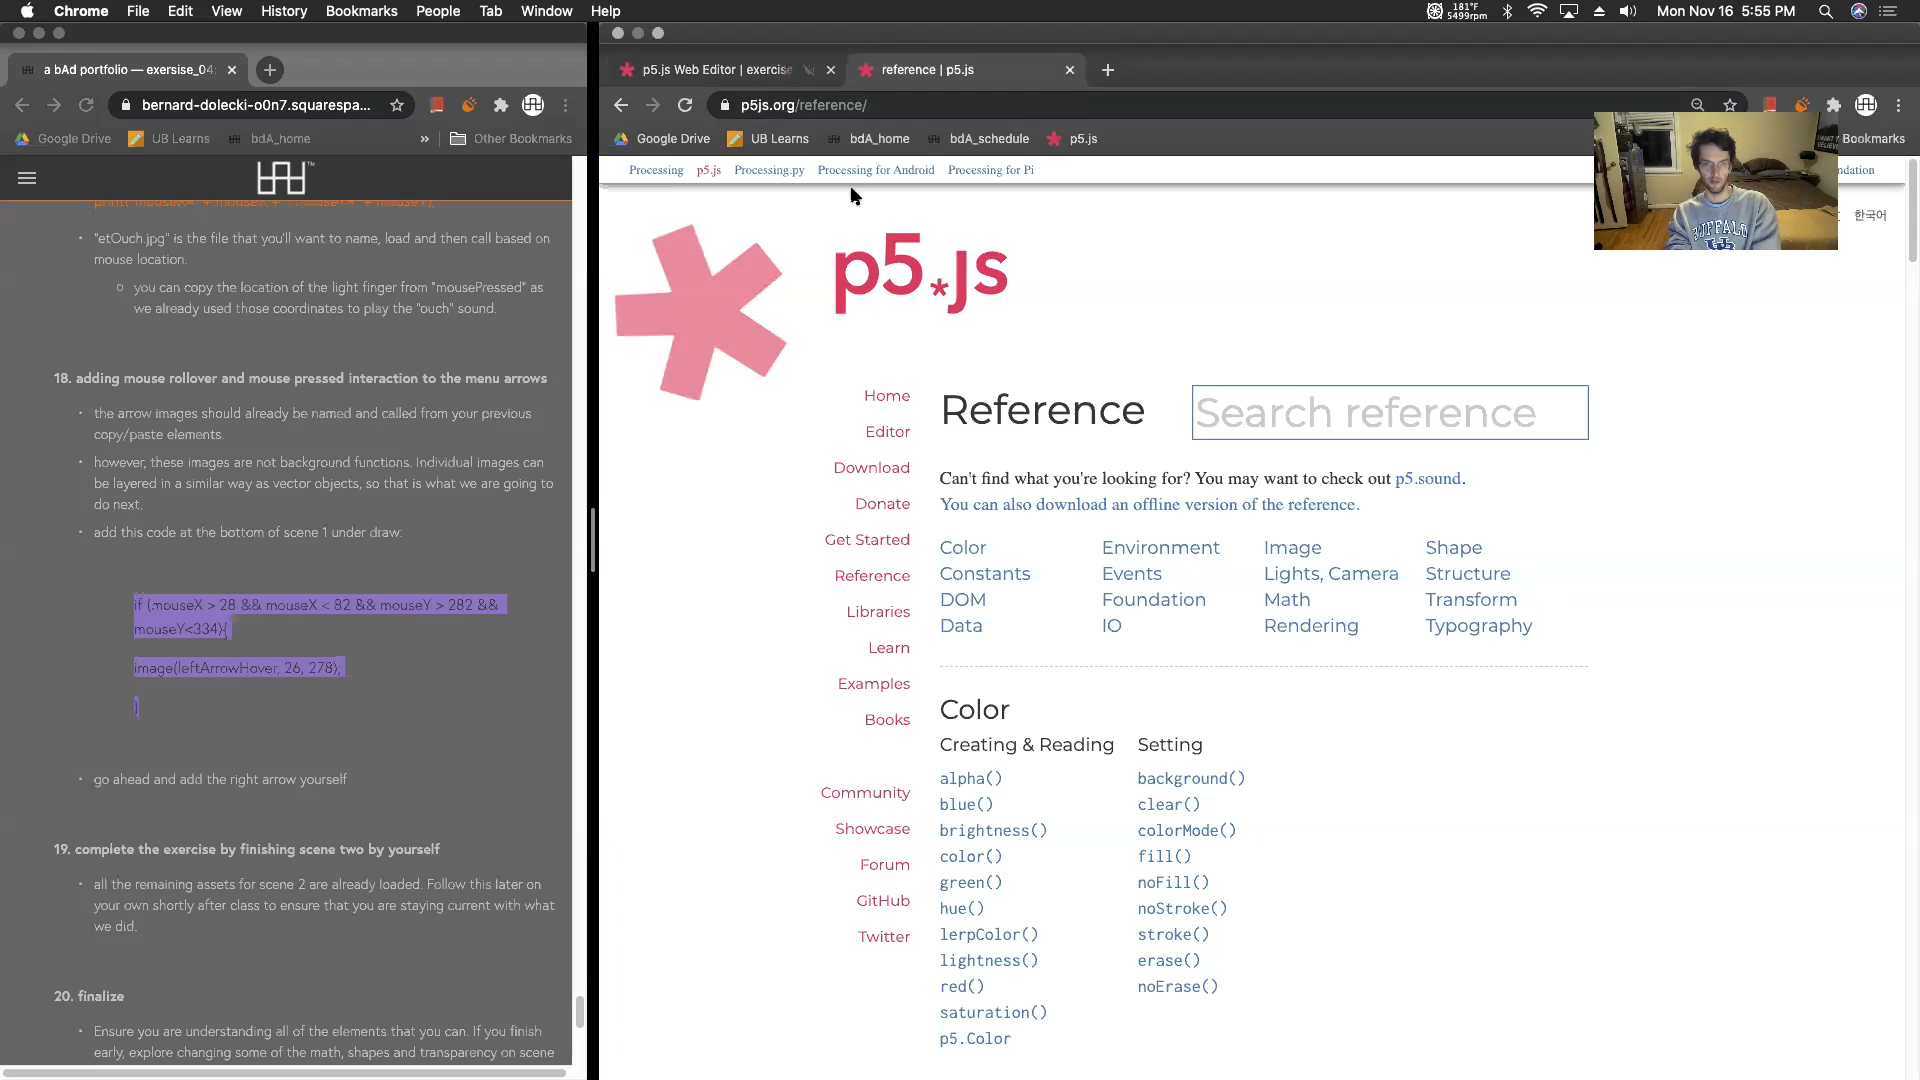 Chrome File Edit View History Bookmarks People Tab Window Help
181°F
5499rpm
Mon Nov 16 5:55 PM
a bAd portfolio — exersise_04:
bernard-dolecki-o0n7.squarespa...
Google Drive UB Learns bdA_home » Other Bookmarks
print("mouseX=" + mouseX +
+ mouseY);
• "etOuch.jpg" is the file that you'll want to name, load and then call based on
mouse location.
○ you can copy the location of the light finger from "mousePressed" as
we already used those coordinates to play the "ouch" sound.
18. adding mouse rollover and mouse pressed interaction to the menu arrows
• the arrow images should already be named and called from your previous
copy/paste elements.
• however, these images are not background functions. Individual images can
be layered in a similar way as vector objects, so that is what we are going to
do next.
• add this code at the bottom of scene 1 under draw:
if (mouseX > 28 && mouseX < 82 && mouseY > 282 &&
mouseY<334){
image(leftArrowHover, 26, 278);
}
• go ahead and add the right arrow yourself
19. complete the exercise by finishing scene two by yourself
• all the remaining assets for scene 2 are already loaded. Follow this later on
your own shortly after class to ensure that you are staying current with what
we did.
20. finalize
• Ensure you are understanding all of the elements that you can. If you finish
early, explore changing some of the math, shapes and transparency on scene
p5.js Web Editor | exercise
reference | p5.js
p5js.org/reference/
Google Drive UB Learns bdA_home bdA_schedule p5.js
Bookmarks
Processing p5.js Processing.py Processing for Android Processing for Pi
ndation
한국어
BUFFALO
UB
p5.js
Home
Editor
Download
Donate
Get Started
Reference
Libraries
Learn
Examples
Books
Community
Showcase
Forum
GitHub
Twitter
Reference
Search reference
Can't find what you're looking for? You may want to check out p5.sound.
You can also download an offline version of the reference.
Color Environment Image Shape
Constants Events Lights, Camera Structure
DOM Foundation Math Transform
Data IO Rendering Typography
Color
Creating & Reading Setting
alpha() background()
blue() clear()
brightness() colorMode()
color() fill()
green() noFill()
hue() noStroke()
lerpColor() stroke()
lightness() erase()
red() noErase()
saturation()
p5.Color